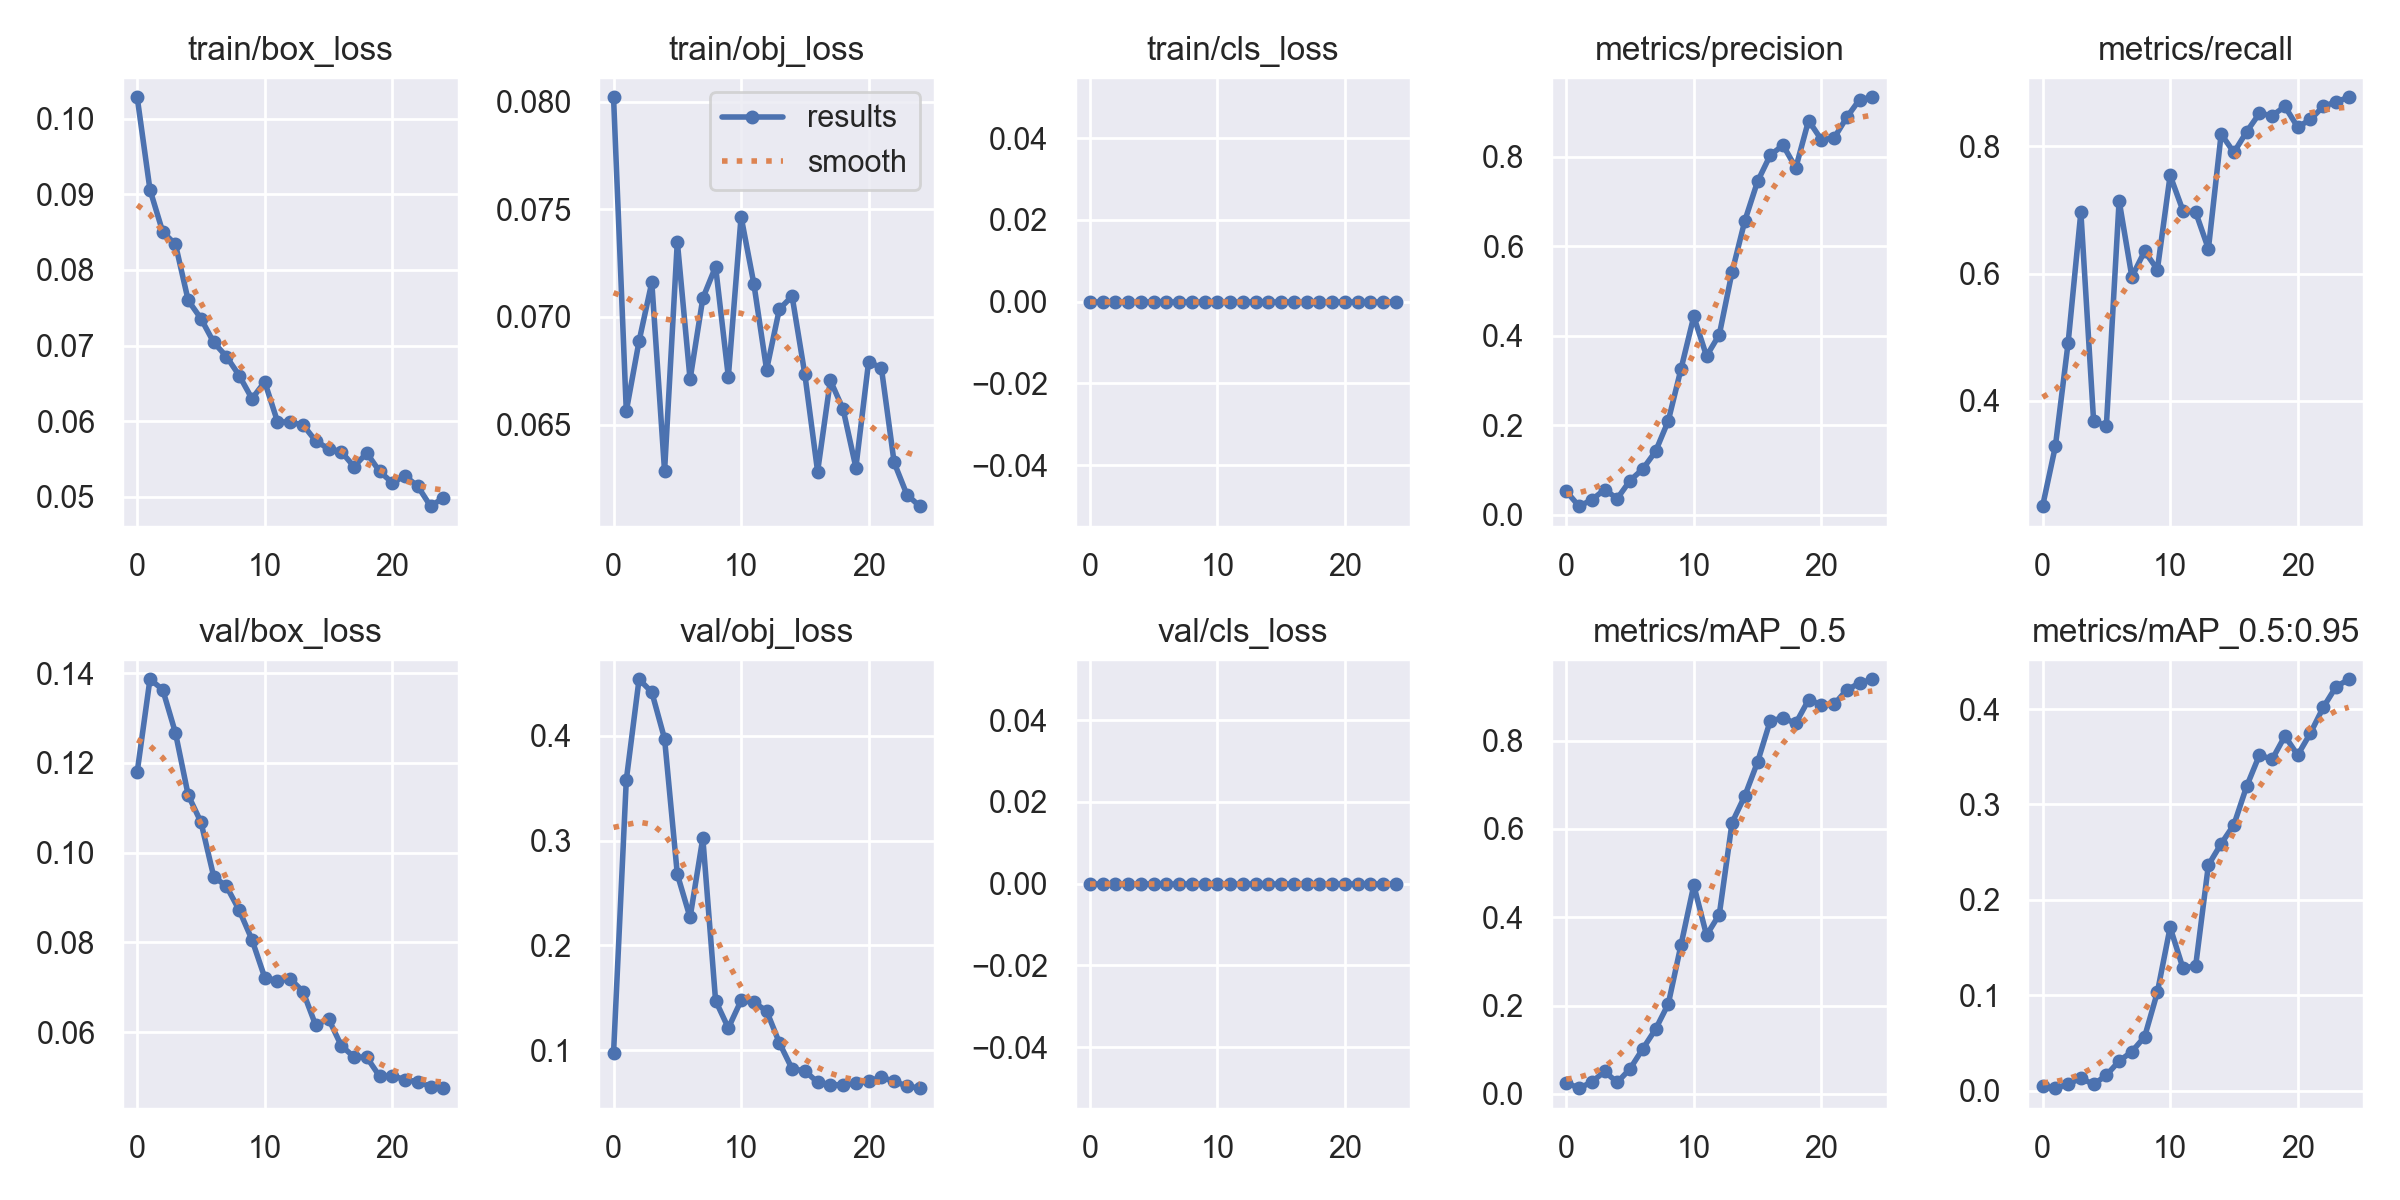 train/box_loss
0.10
0.09
0.08
0.07
0.06
0.05
0 10 20
train/obj_loss
results
smooth
0.080
0.075
0.070
0.065
0 10 20
train/cls_loss
0.04
0.02
0.00
−0.02
−0.04
0 10 20
metrics/precision
0.8
0.6
0.4
0.2
0.0
0 10 20
metrics/recall
0.8
0.6
0.4
0 10 20
val/box_loss
0.14
0.12
0.10
0.08
0.06
0 10 20
val/obj_loss
0.4
0.3
0.2
0.1
0 10 20
val/cls_loss
0.04
0.02
0.00
−0.02
−0.04
0 10 20
metrics/mAP_0.5
0.8
0.6
0.4
0.2
0.0
0 10 20
metrics/mAP_0.5:0.95
0.4
0.3
0.2
0.1
0.0
0 10 20